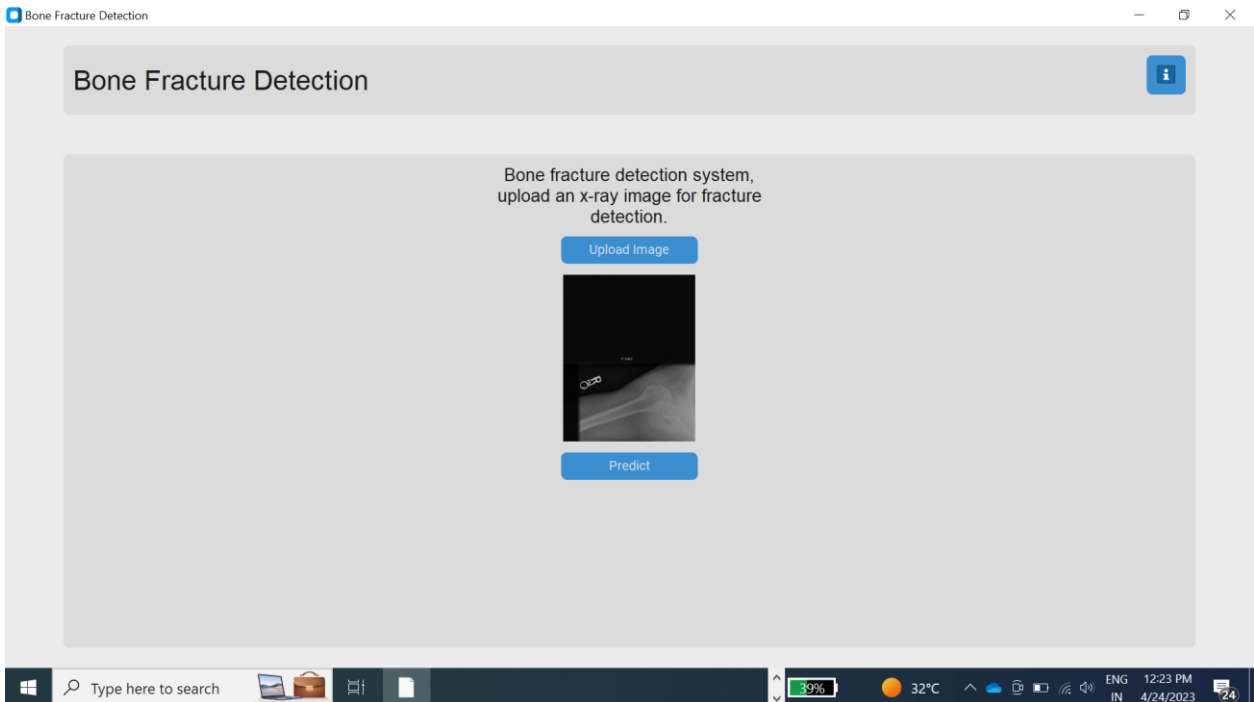 Bone Fracture Detection
Bone Fracture Detection
Bone fracture detection system,
upload an x-ray image for fracture
detection.
Upload Image
Predict
Type here to search
39%
32°C
ENG
IN
12:23 PM
4/24/2023
24